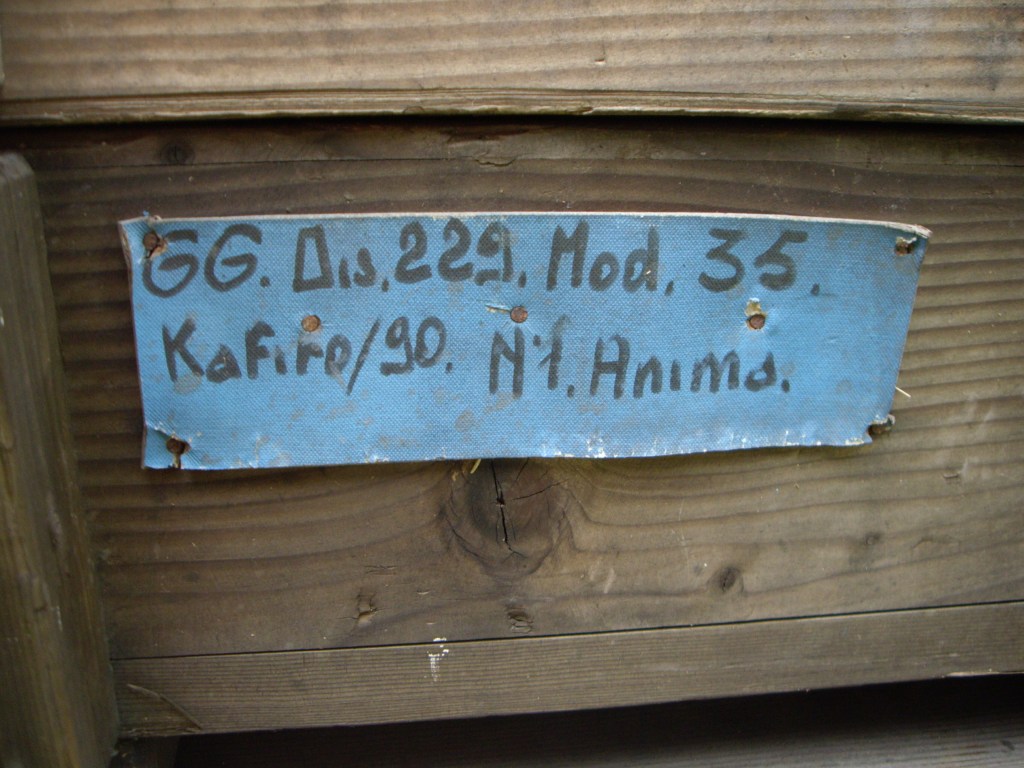 GG. Dis. 229. Mod. 35.
Kafiro/90. N°1. Anima.